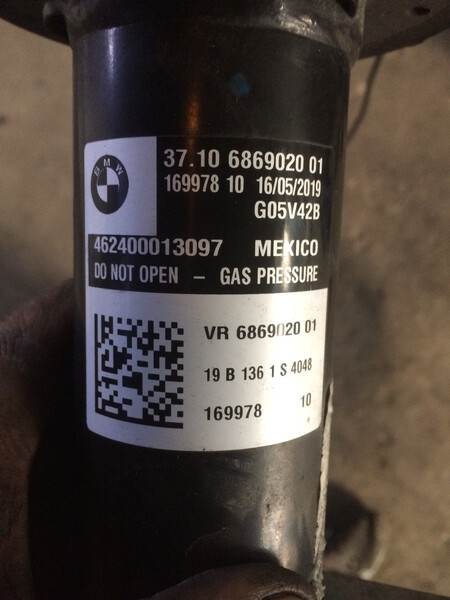 BMW
37.10 6869020 01
169978 10 16/05/2019
G05V42B
462400013097 MEXICO
DO NOT OPEN – GAS PRESSURE
VR 6869020 01
19 B 136 1 S 4048
169978 10